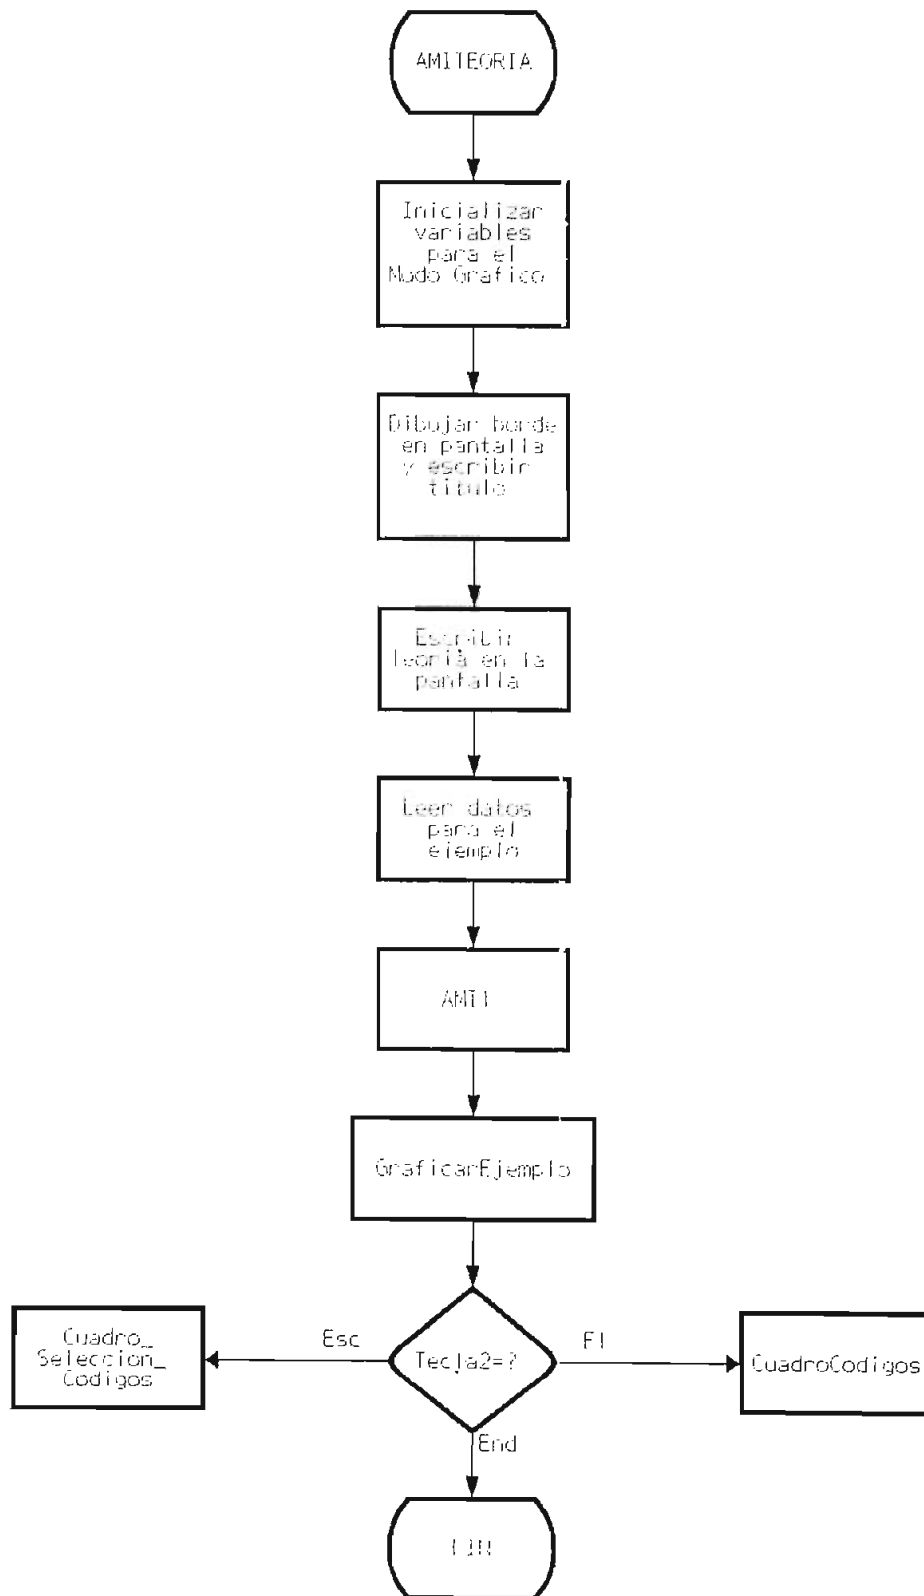 AMITEORIA
Inicializar
variables
para el
Modo Grafico
Dibujar borde
en pantalla
y escribir
titulo
Escribir
teoria en la
pantalla
Leer datos
para el
ejemplo
AMI1
GraficarEjemplo
Tecla2=?
Esc
F1
Cuadro_
Seleccion_
Codigos
CuadroCodigos
End
FIN